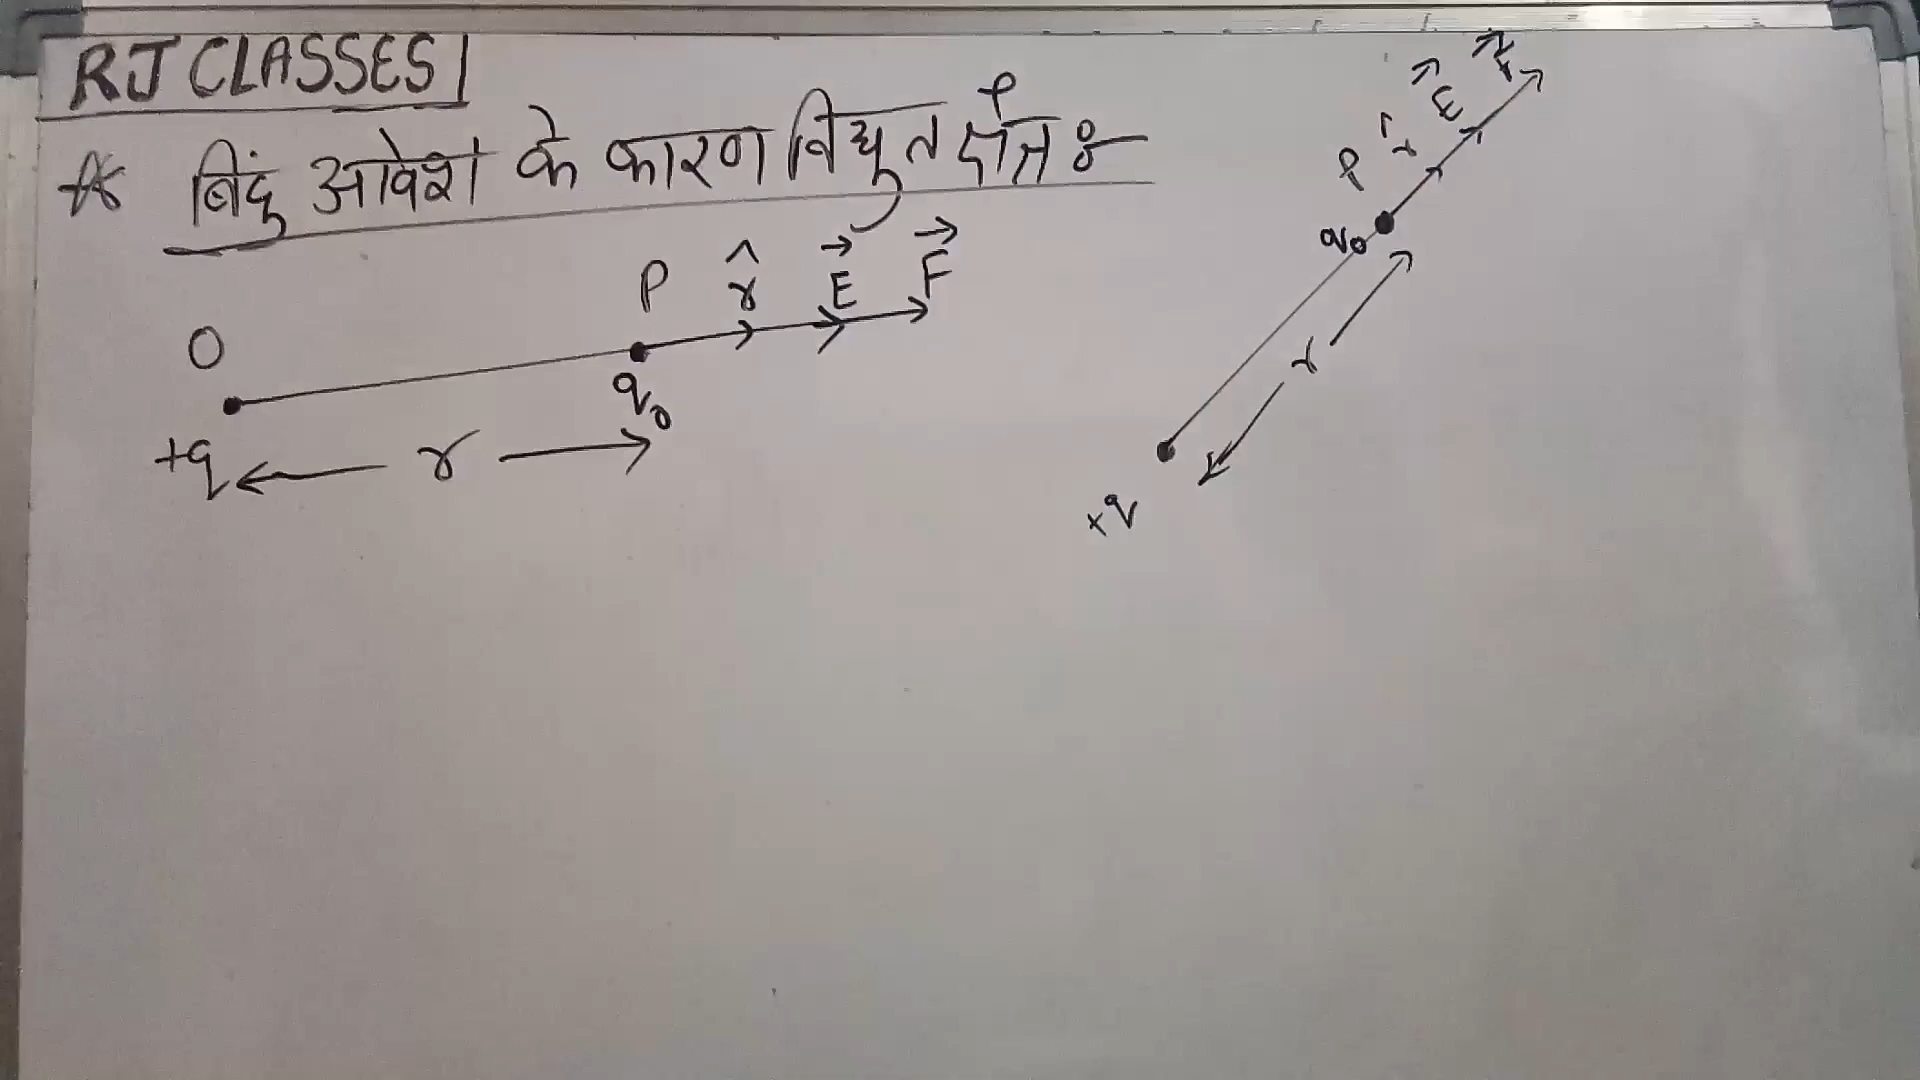 RJ CLASSES
बिंदु आवेश के कारण विद्युत क्षेत्र :-
O P r̂ E⃗ F⃗
+q r q₀
P r̂ E⃗ F⃗
q₀
r
+q